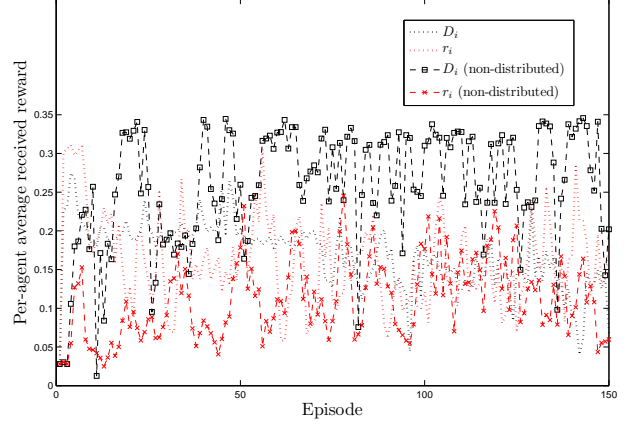 D_i
r_i
D_i (non-distributed)
r_i (non-distributed)
Per-agent average received reward
0.35
0.3
0.25
0.2
0.15
0.1
0.05
0
0 50 100 150
Episode